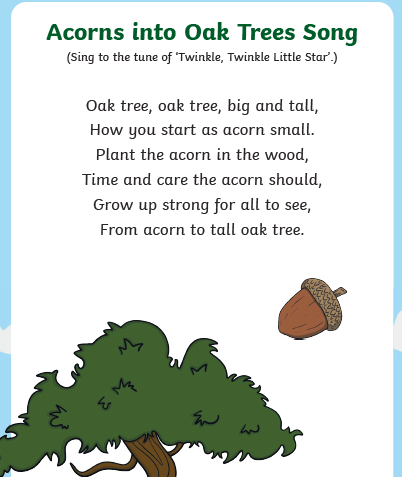 Acorns into Oak Trees Song
(Sing to the tune of ‘Twinkle, Twinkle Little Star’.)
Oak tree, oak tree, big and tall,
How you start as acorn small.
Plant the acorn in the wood,
Time and care the acorn should,
Grow up strong for all to see,
From acorn to tall oak tree.